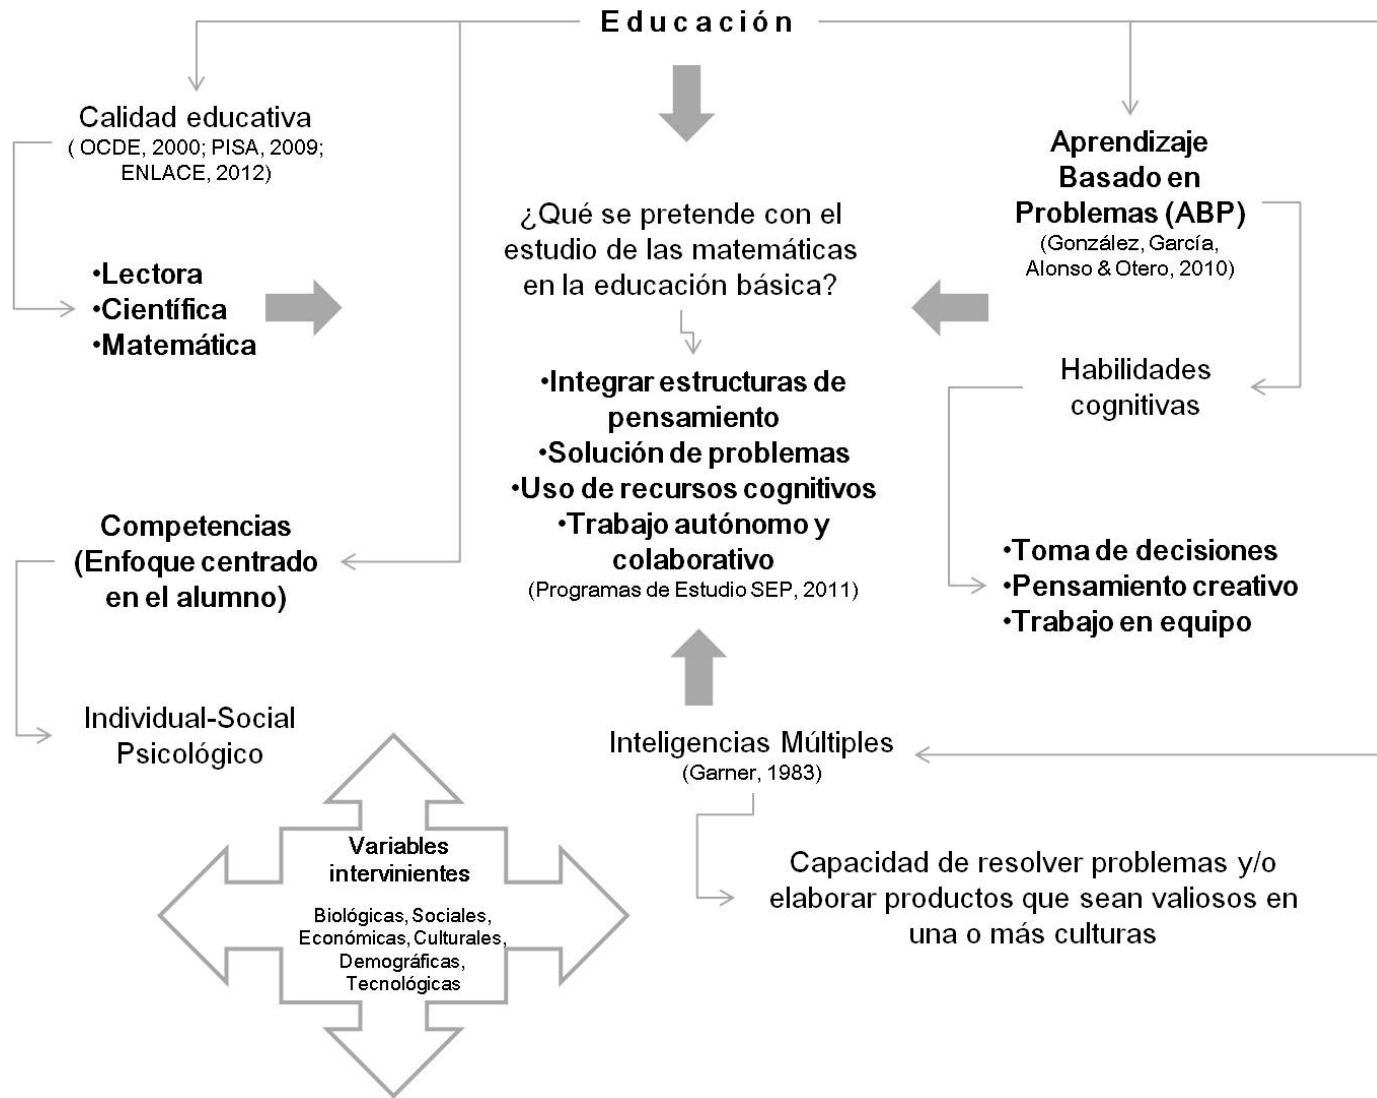 Educación
Calidad educativa
( OCDE, 2000; PISA, 2009;
ENLACE, 2012)
•Lectora
•Científica
•Matemática
Competencias
(Enfoque centrado
en el alumno)
Individual-Social
Psicológico
¿Qué se pretende con el
estudio de las matemáticas
en la educación básica?
•Integrar estructuras de
pensamiento
•Solución de problemas
•Uso de recursos cognitivos
•Trabajo autónomo y
colaborativo
(Programas de Estudio SEP, 2011)
Aprendizaje
Basado en
Problemas (ABP)
(González, García,
Alonso & Otero, 2010)
Habilidades
cognitivas
•Toma de decisiones
•Pensamiento creativo
•Trabajo en equipo
Inteligencias Múltiples
(Garner, 1983)
Capacidad de resolver problemas y/o
elaborar productos que sean valiosos en
una o más culturas
Variables
intervinientes
Biológicas, Sociales,
Económicas, Culturales,
Demográficas,
Tecnológicas